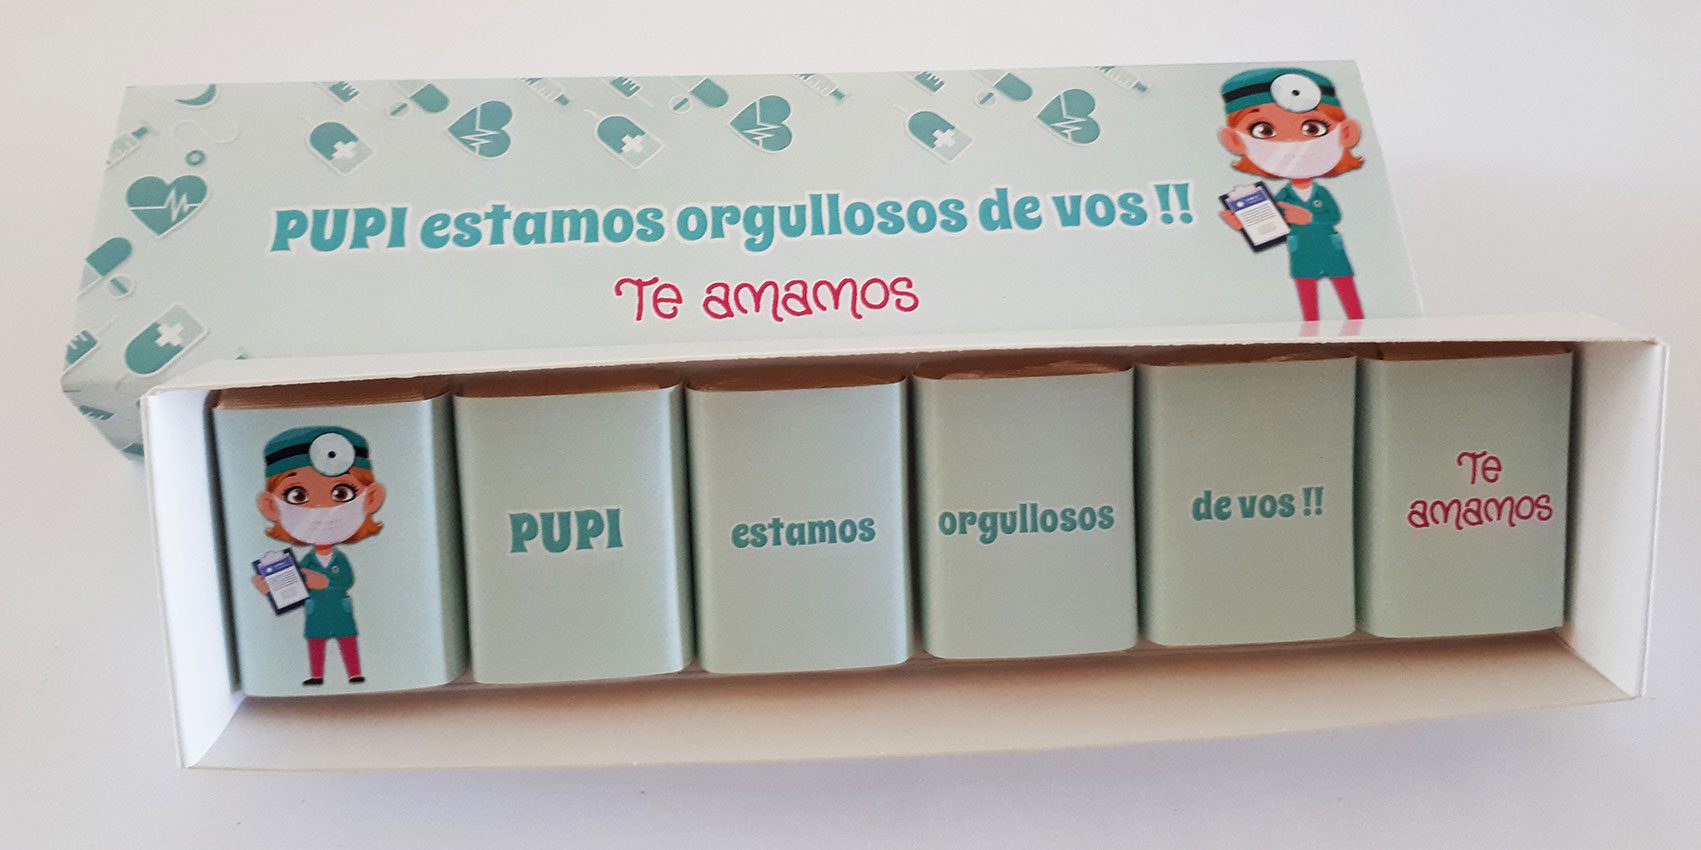 PUPI estamos orgullosos de vos !!
Te amamos
PUPI
estamos
orgullosos
de vos !!
Te
amamos